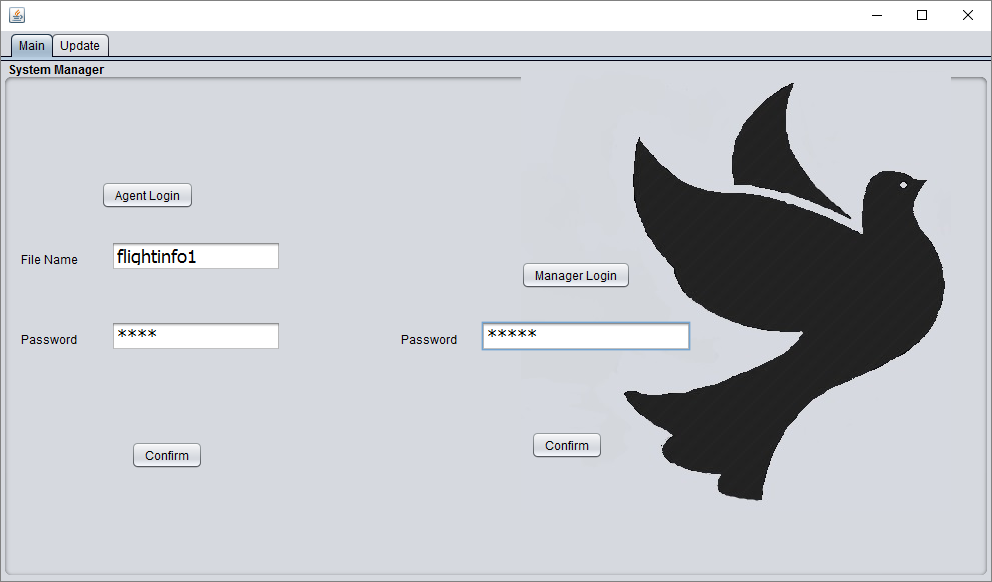 Main Update
System Manager
Agent Login
File Name flightinfo1
Manager Login
Password ****
Password *****
Confirm
Confirm